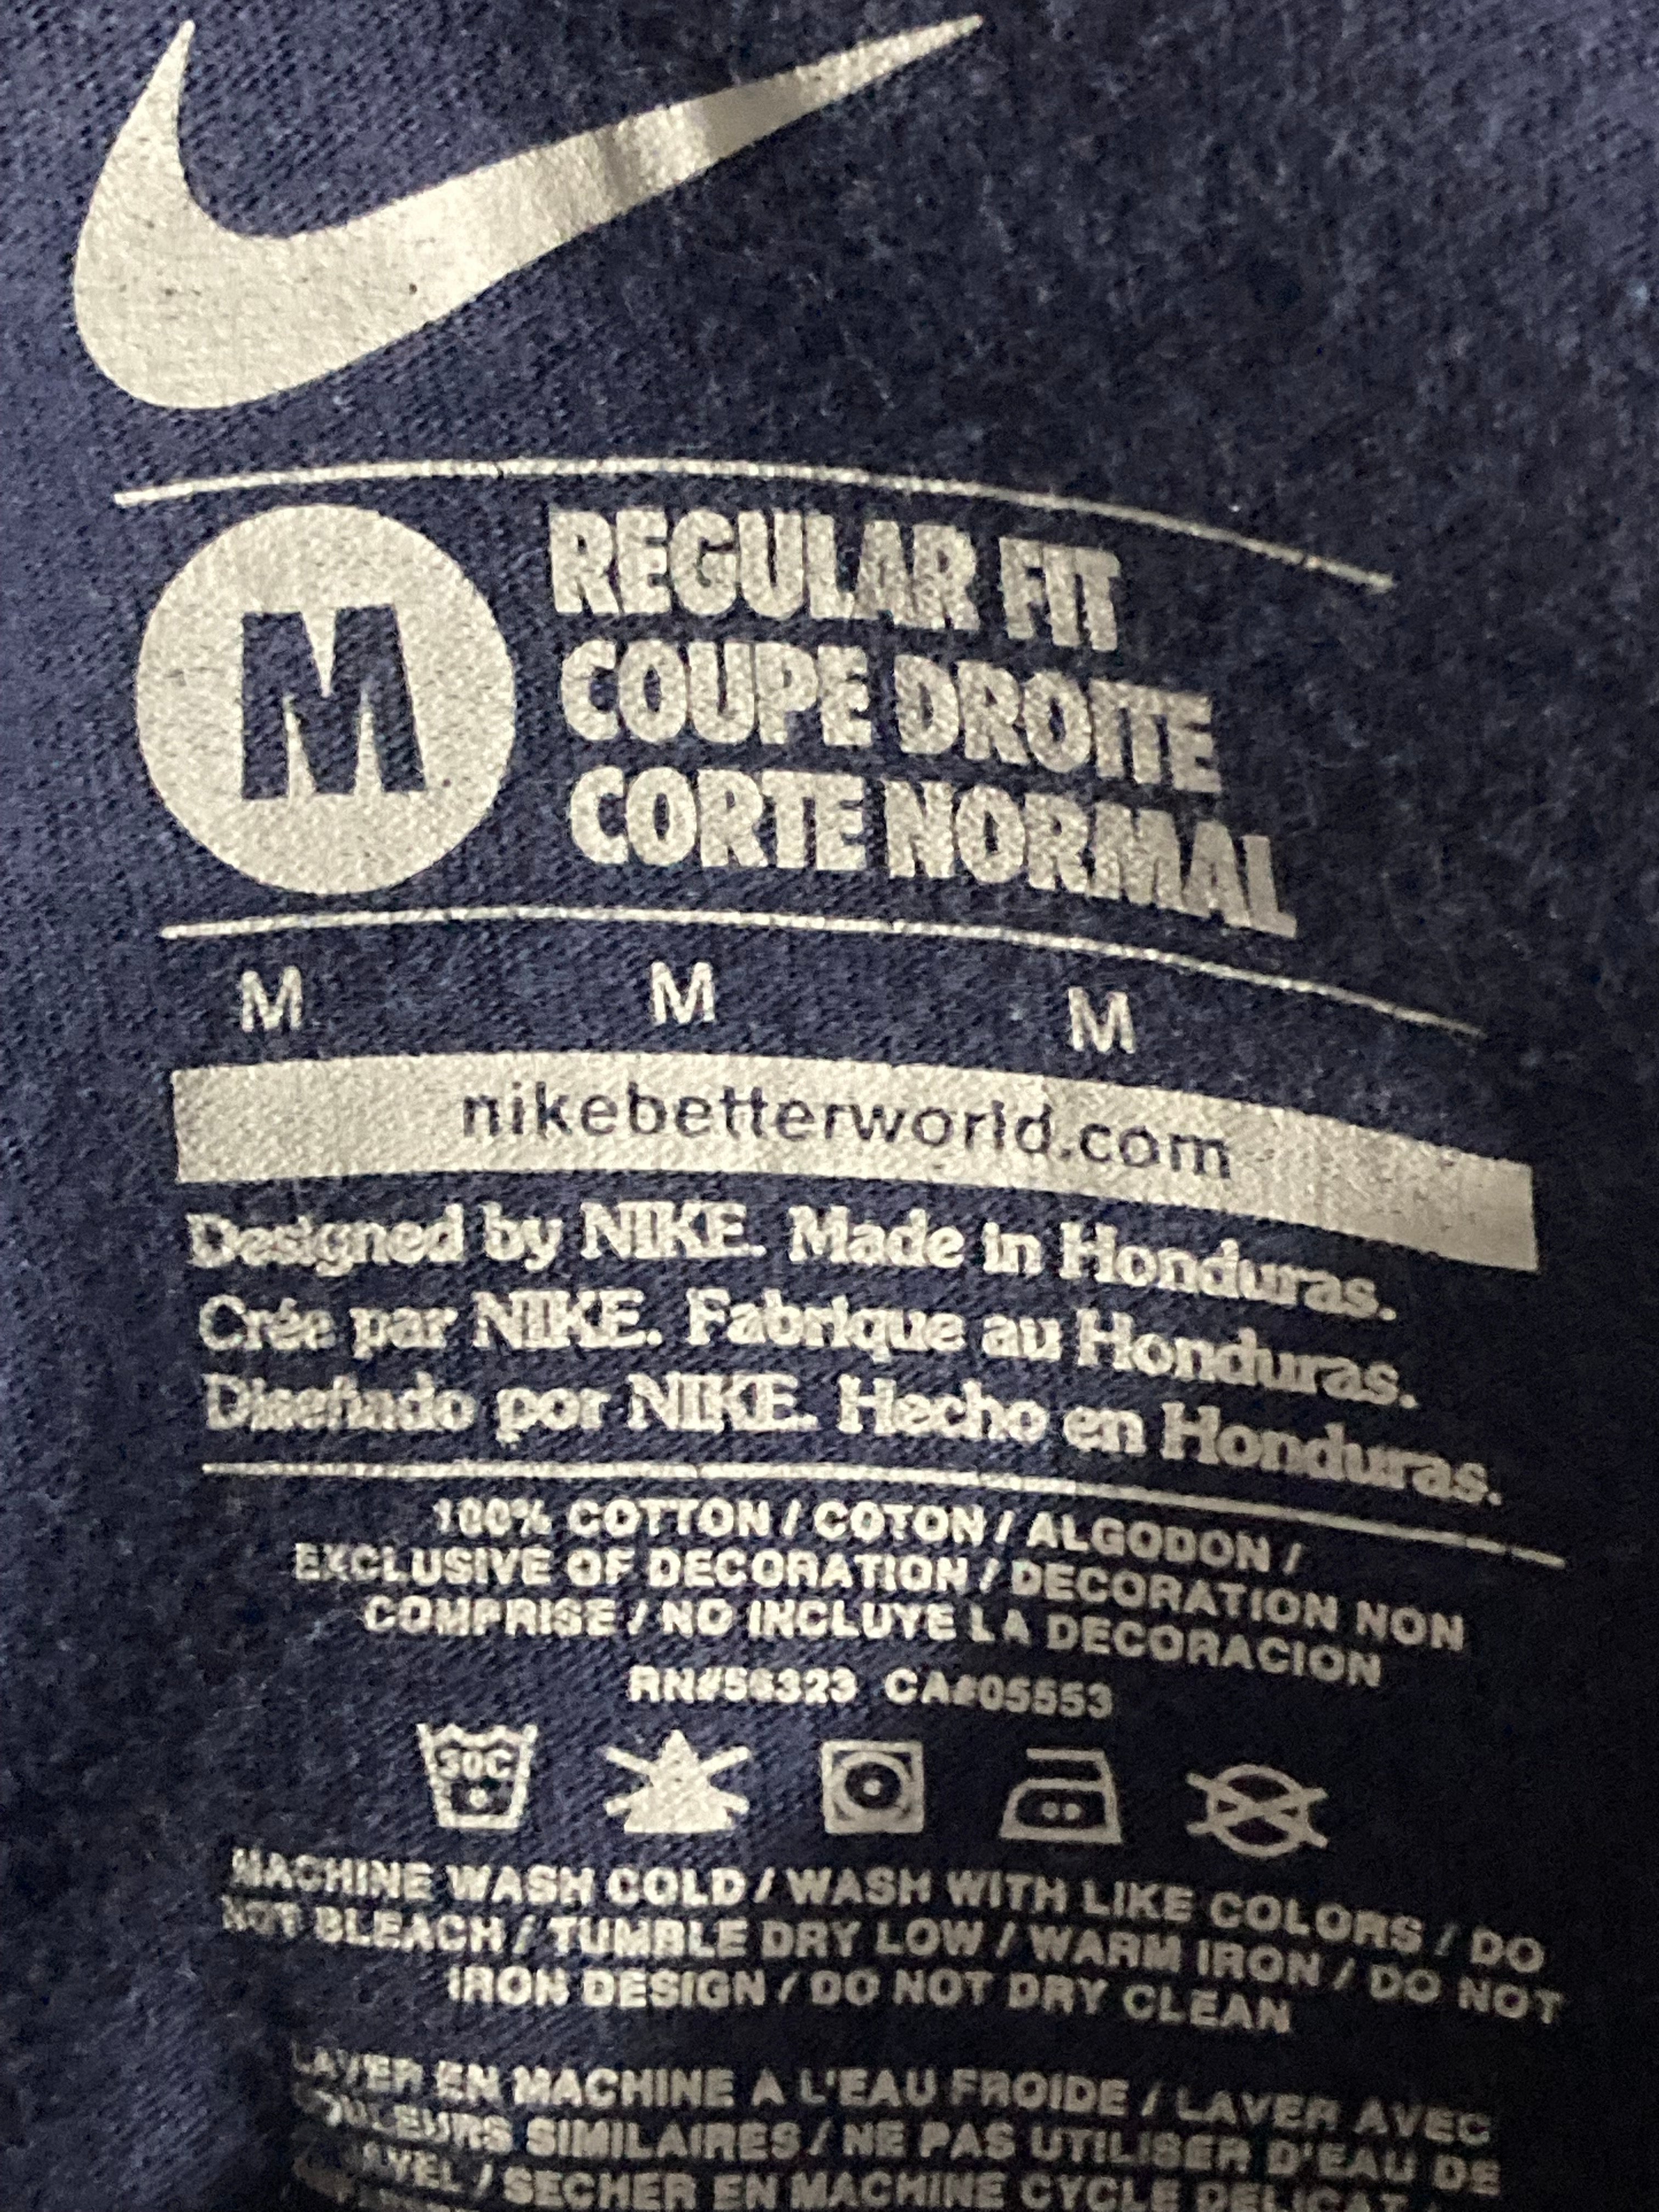 M
REGULAR FIT
COUPE DROITE
CORTE NORMAL
M M M
nikebetterworld.com
Designed by NIKE. Made in Honduras.
Crée par NIKE. Fabrique au Honduras.
Diseñado por NIKE. Hecho en Honduras.
100% COTTON / COTON / ALGODON /
EXCLUSIVE OF DECORATION / DECORATION NON
COMPRISE / NO INCLUYE LA DECORACION
RN#56323 CA#05553
30C
MACHINE WASH COLD / WASH WITH LIKE COLORS / DO
NOT BLEACH / TUMBLE DRY LOW / WARM IRON / DO NOT
IRON DESIGN / DO NOT DRY CLEAN
LAVER EN MACHINE A L'EAU FROIDE / LAVER AVEC
COULEURS SIMILAIRES / NE PAS UTILISER D'EAU DE
/ SECHER EN MACHINE CYCLE DELICAT